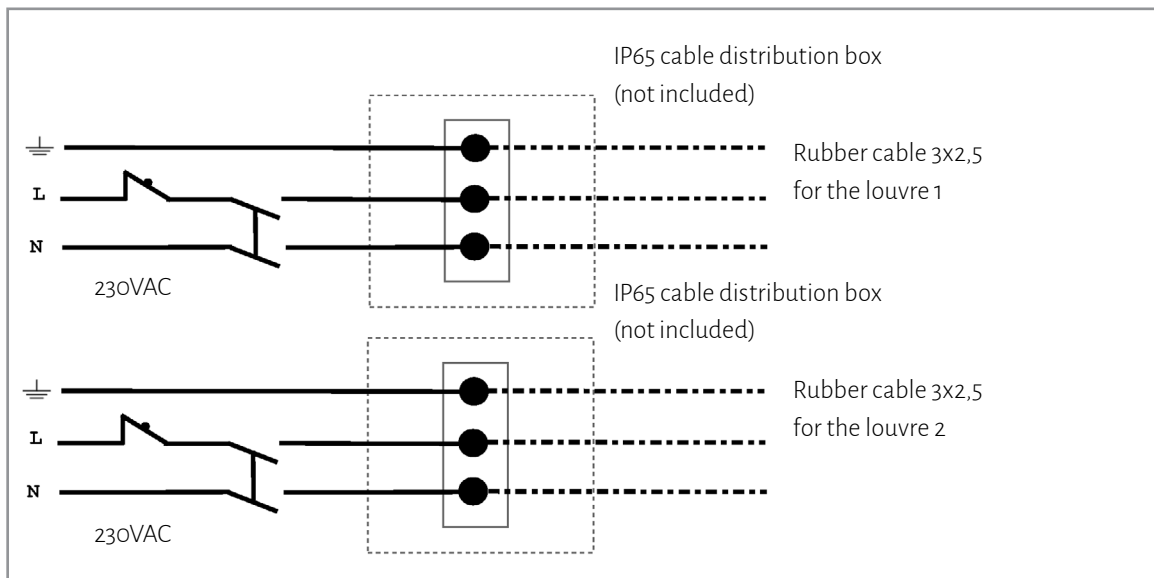 IP65 cable distribution box
(not included)
Rubber cable 3x2,5
for the louvre 1
L
N
230VAC
IP65 cable distribution box
(not included)
Rubber cable 3x2,5
for the louvre 2
L
N
230VAC